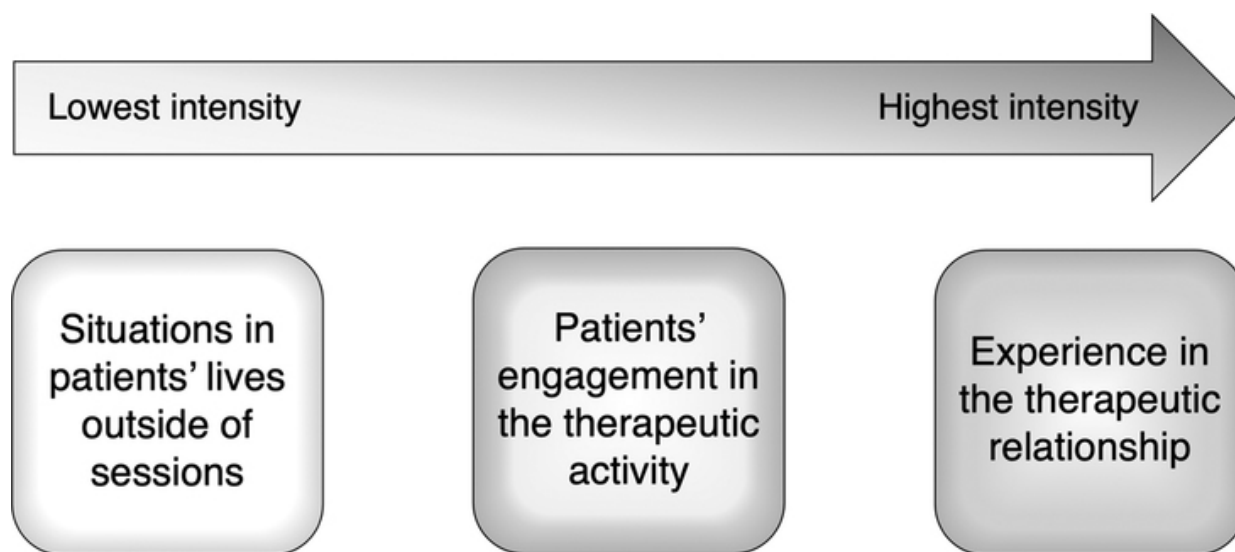 Lowest intensity
Highest intensity
Situations in
patients’ lives
outside of
sessions
Patients’
engagement in
the therapeutic
activity
Experience in
the therapeutic
relationship